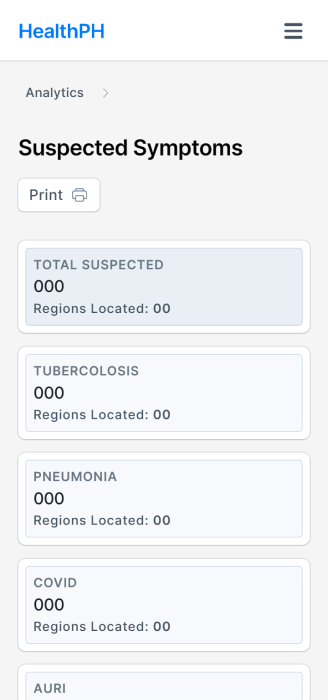 HealthPH
Analytics
Suspected Symptoms
Print
TOTAL SUSPECTED
000
Regions Located: 00
TUBERCOLOSIS
000
Regions Located: 00
PNEUMONIA
000
Regions Located: 00
COVID
000
Regions Located: 00
AURI